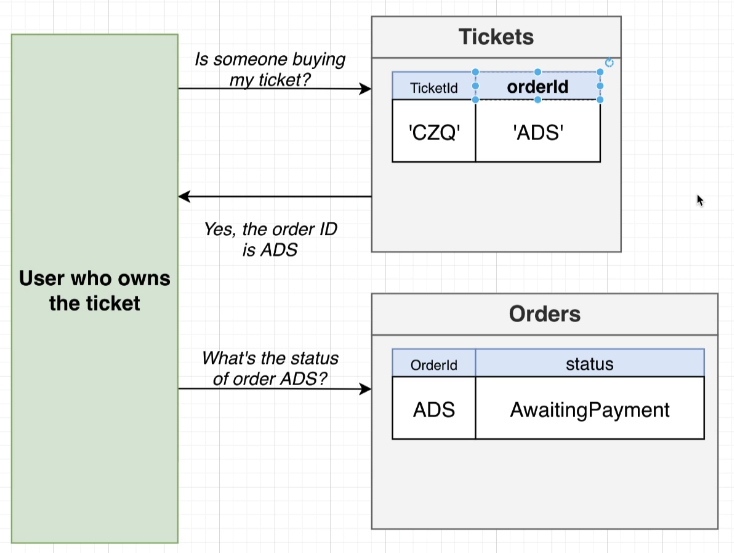 Tickets
Is someone buying
my ticket?
TicketId
orderId
'CZQ'
'ADS'
Yes, the order ID
is ADS
User who owns
the ticket
Orders
What's the status
of order ADS?
OrderId
status
ADS
AwaitingPayment